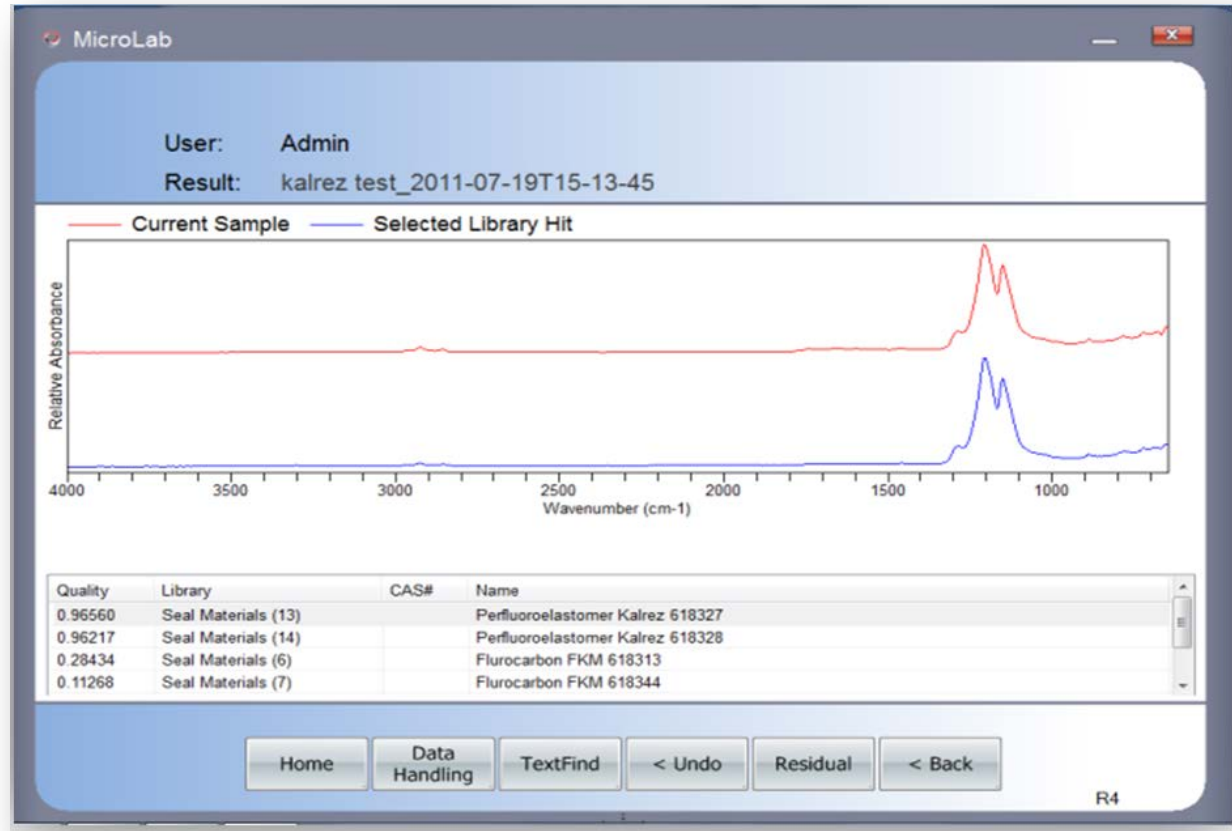 MicroLab
User: Admin
Result: kalrez test_2011-07-19T15-13-45
Current Sample Selected Library Hit
Relative Absorbance
4000 3500 3000 2500 2000 1500 1000
Wavenumber (cm-1)
Quality Library CAS# Name
0.96560 Seal Materials (13) Perfluoroelastomer Kalrez 618327
0.96217 Seal Materials (14) Perfluoroelastomer Kalrez 618328
0.28434 Seal Materials (6) Flurocarbon FKM 618313
0.11268 Seal Materials (7) Flurocarbon FKM 618344
Home Data Handling TextFind < Undo Residual < Back
R4